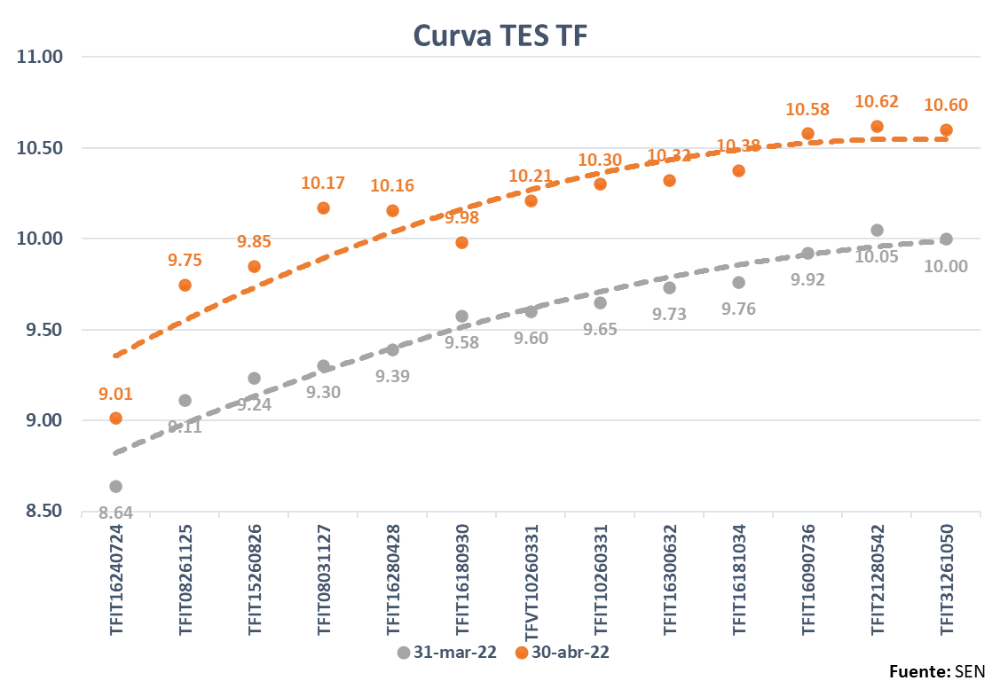 Curva TES TF
11.00
10.50
10.00
9.50
9.00
8.50
9.01
9.75
9.85
10.17
10.16
9.98
10.21
10.30
10.32
10.38
10.58
10.62
10.60
8.64
9.11
9.24
9.30
9.39
9.58
9.60
9.65
9.73
9.76
9.92
10.05
10.00
TFIT16240724
TFIT08261125
TFIT15260826
TFIT08031127
TFIT16280428
TFIT16180930
TFVT10260331
TFIT10260331
TFIT16300632
TFIT16181034
TFIT16090736
TFIT21280542
TFIT31261050
31-mar-22
30-abr-22
Fuente: SEN